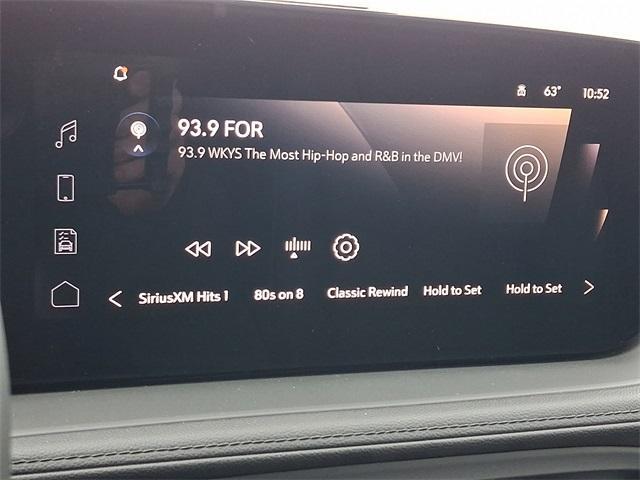 63° 10:52
93.9 FOR
93.9 WKYS The Most Hip-Hop and R&B in the DMV!
SiriusXM Hits 1 80s on 8 Classic Rewind Hold to Set Hold to Set